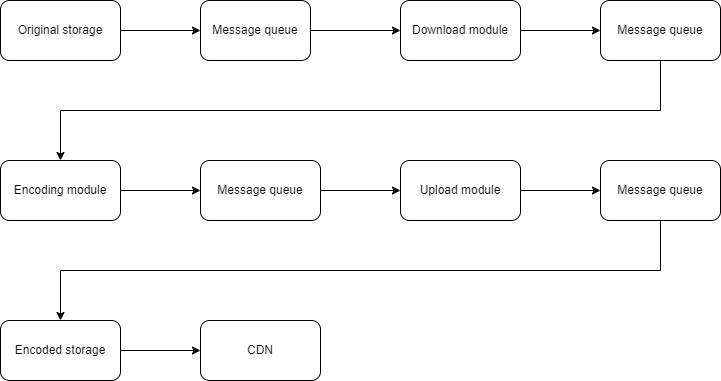 Original storage
Message queue
Download module
Message queue
Encoding module
Message queue
Upload module
Message queue
Encoded storage
CDN